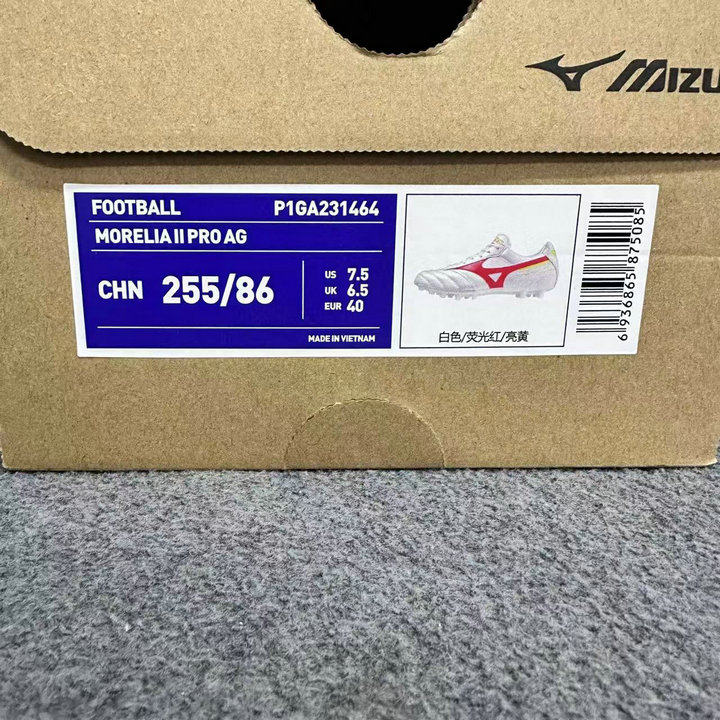 MIZU
FOOTBALL P1GA231464
MORELIA II PRO AG
CHN 255/86
US 7.5
UK 6.5
EUR 40
MADE IN VIETNAM
白色/荧光红/亮黄
6936865875085